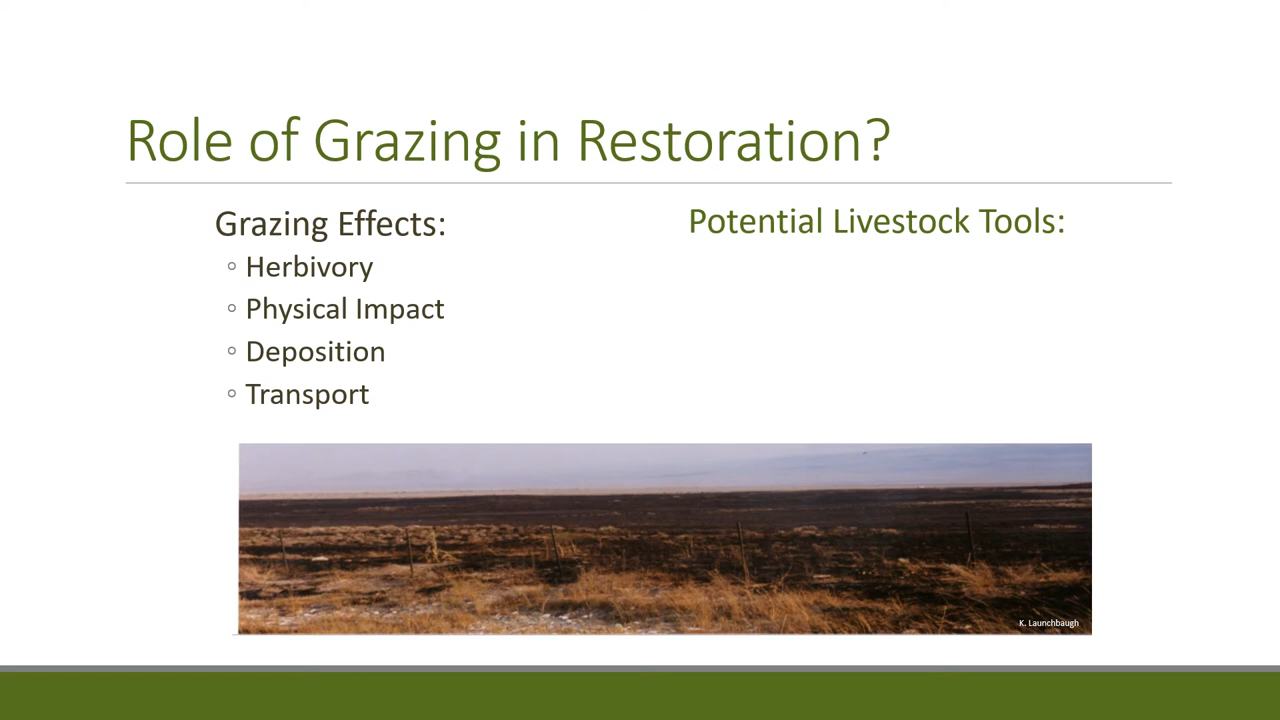 Role of Grazing in Restoration?
Grazing Effects:
◦ Herbivory
◦ Physical Impact
◦ Deposition
◦ Transport
Potential Livestock Tools:
K. Launchbaugh